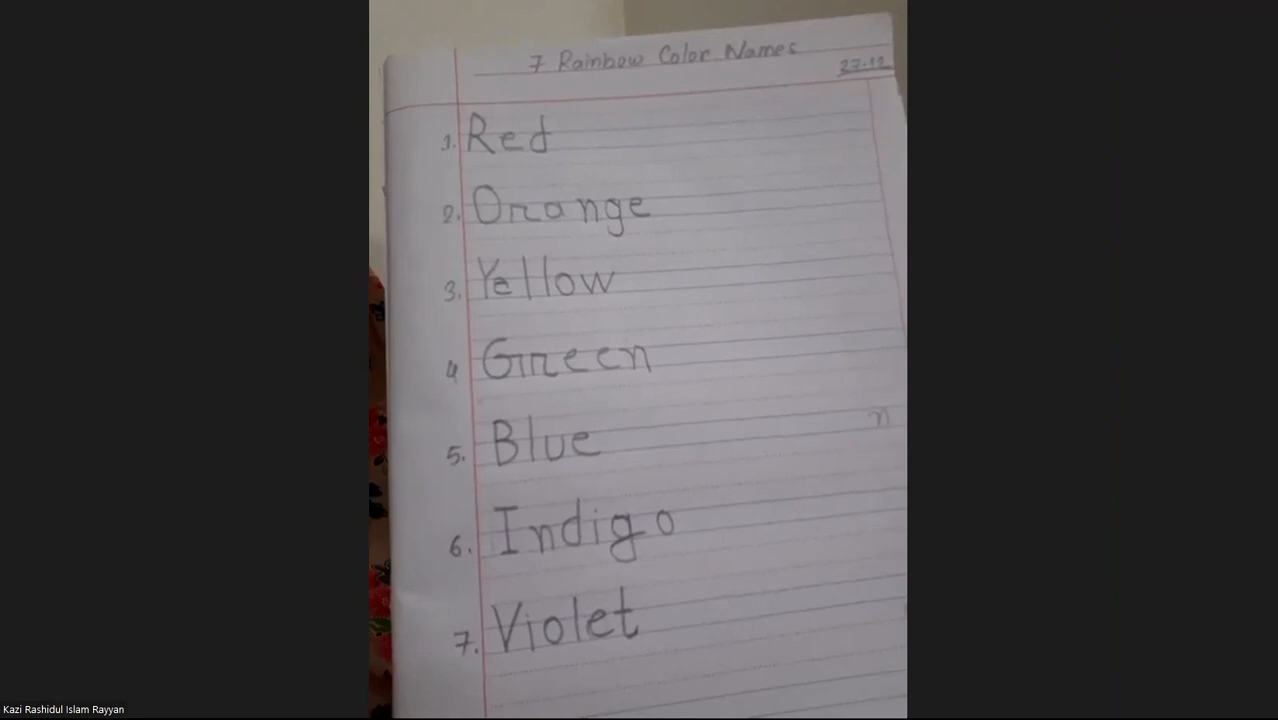 7 Rainbow Color Names
27-12
1. Red
2. Orange
3. Yellow
4 Green
5. Blue
n
6. Indigo
7. Violet
Kazi Rashidul Islam Rayyan